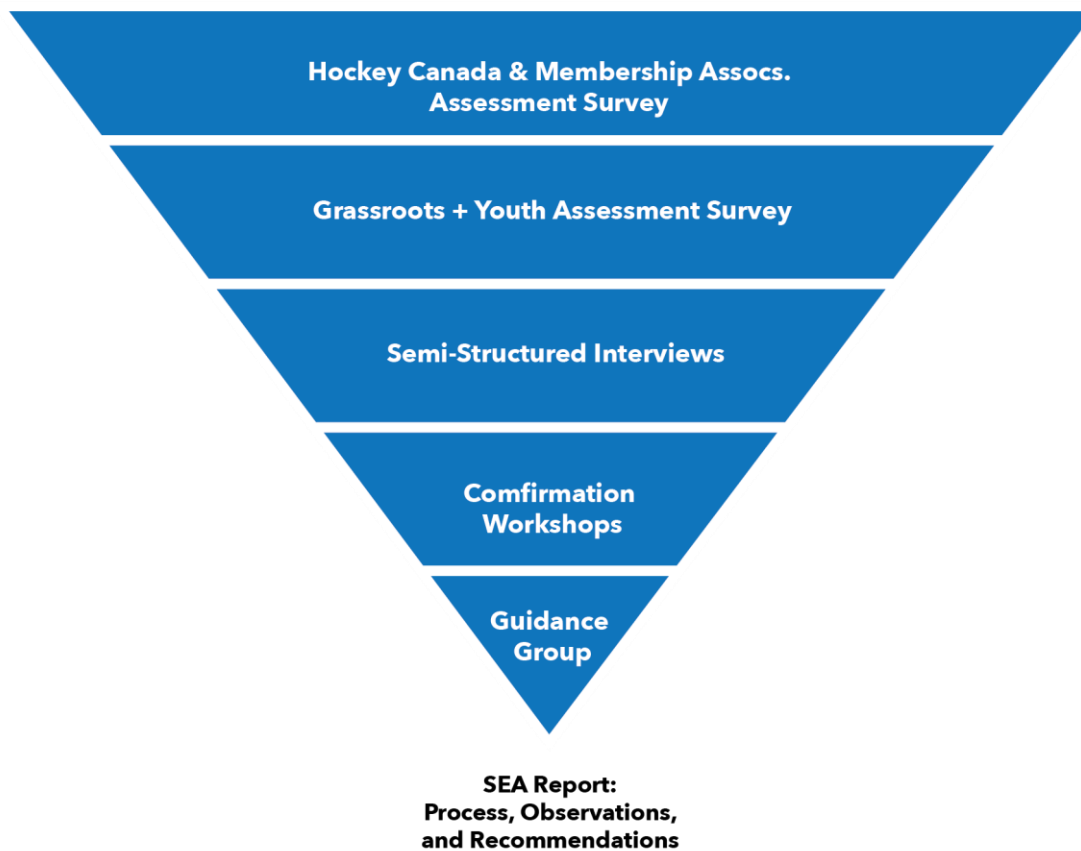 Hockey Canada & Membership Assocs.
Assessment Survey
Grassroots + Youth Assessment Survey
Semi-Structured Interviews
Comfirmation
Workshops
Guidance
Group
SEA Report:
Process, Observations,
and Recommendations